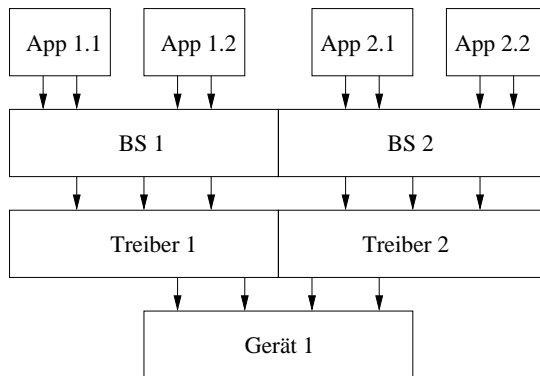 App 1.1
App 1.2
App 2.1
App 2.2
BS 1
BS 2
Treiber 1
Treiber 2
Gerät 1